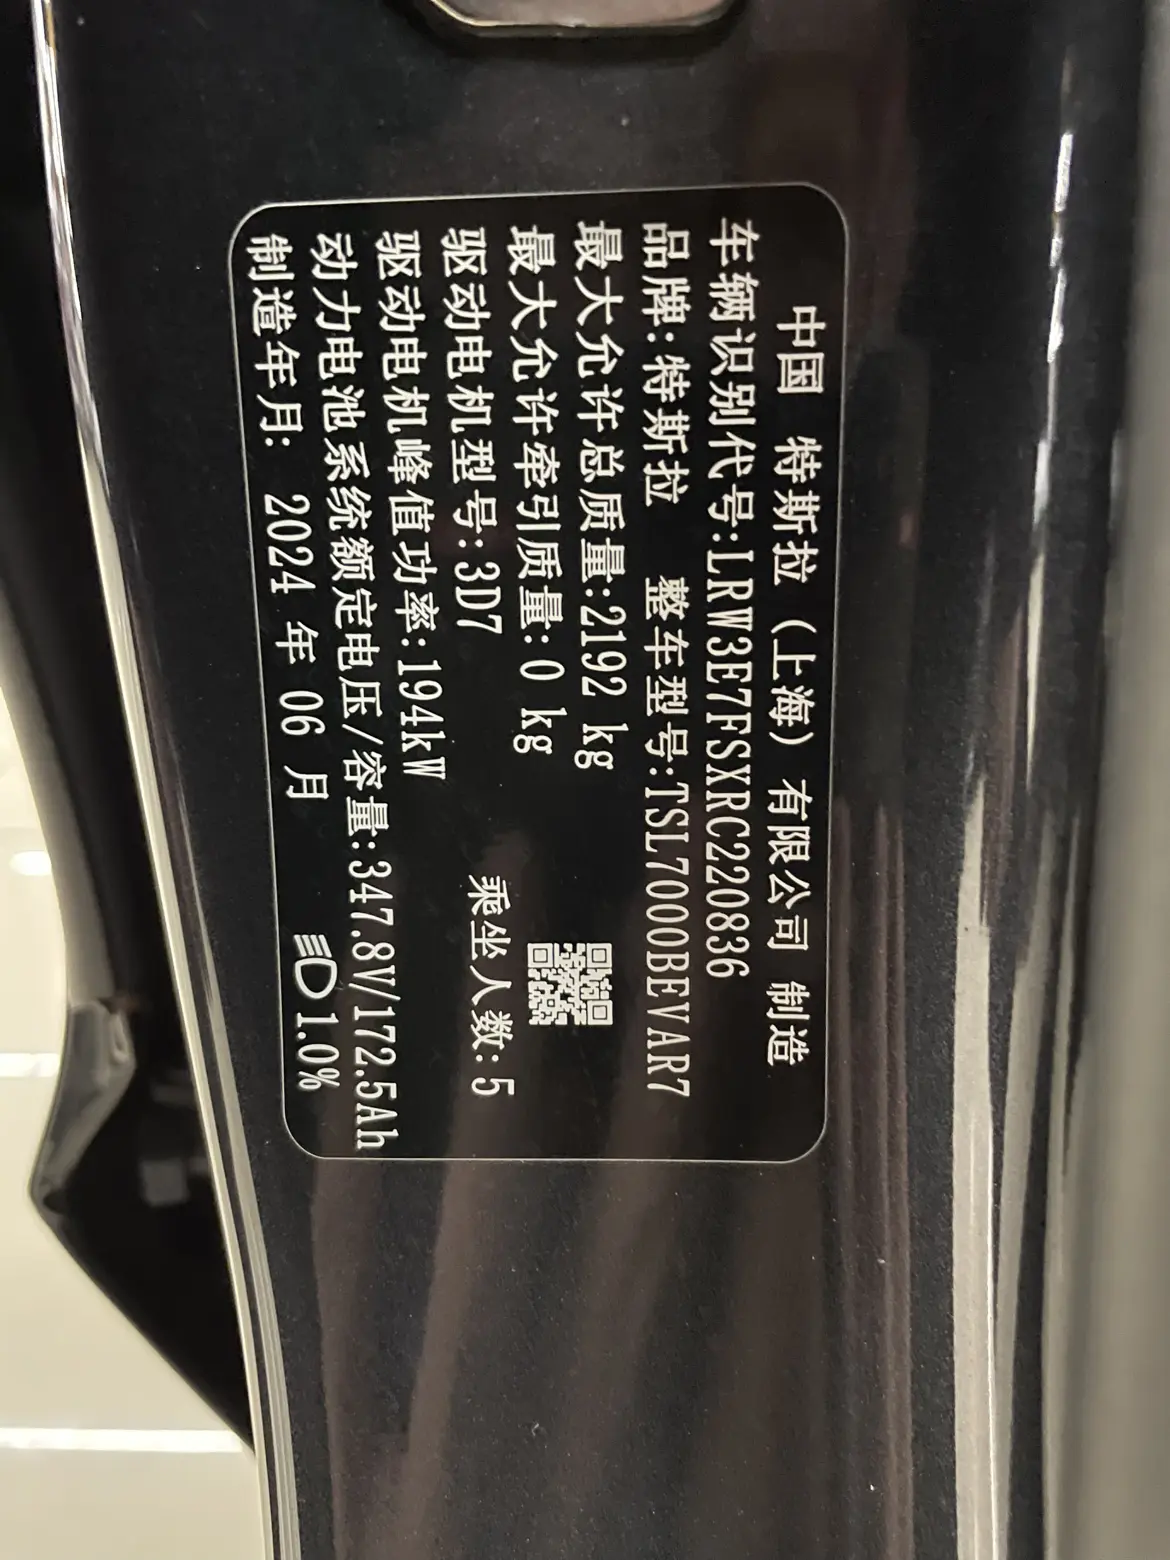 中国 特斯拉（上海）有限公司 制造
车辆识别代号:LRW3E7FSXRC220836
品牌:特斯拉 整车型号:TSL7000BEVAR7
最大允许总质量:2192 kg
最大允许牵引质量:0 kg
驱动电机型号:3D7 乘坐人数:5
驱动电机峰值功率:194kW
动力电池系统额定电压/容量:347.8V/172.5Ah
制造年月: 2024 年 06 月 1.0%